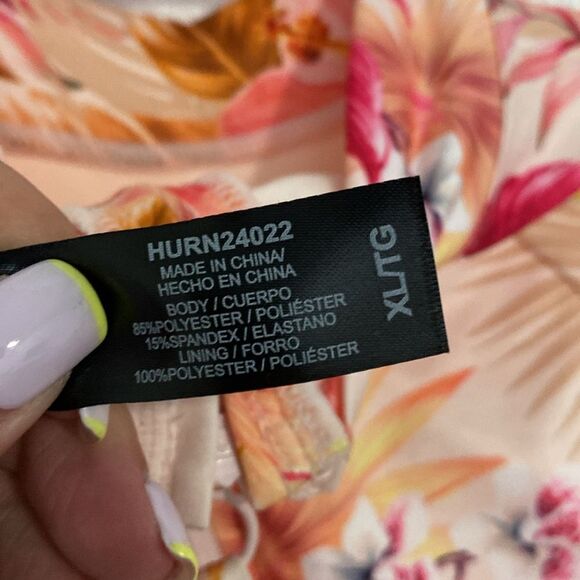 HURN24022
MADE IN CHINA/
HECHO EN CHINA
BODY / CUERPO
85%POLYESTER / POLIÉSTER
15%SPANDEX / ELASTANO
LINING / FORRO
100%POLYESTER / POLIÉSTER
XL/TG